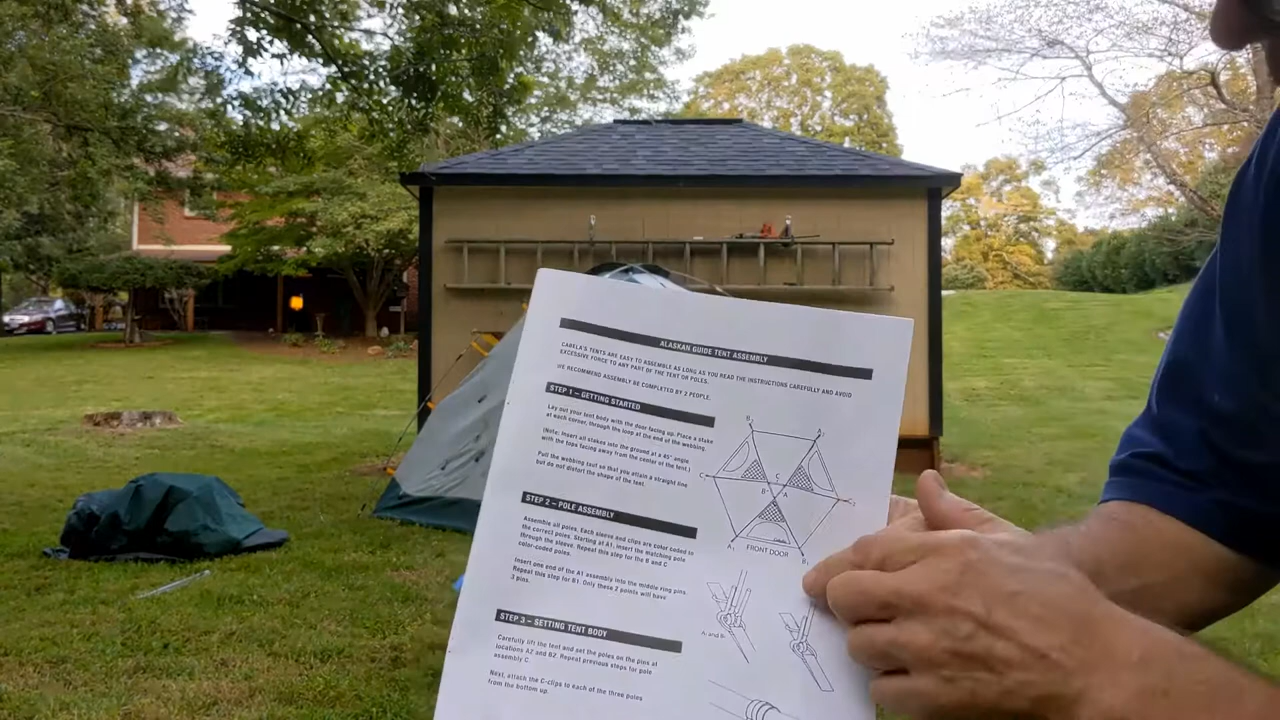 ALASKAN GUIDE TENT ASSEMBLY
CABELA'S TENTS ARE EASY TO ASSEMBLE AS LONG AS YOU READ THE INSTRUCTIONS CAREFULLY AND AVOID
EXCESSIVE FORCE TO ANY PART OF THE TENT OR POLES.
WE RECOMMEND ASSEMBLY BE COMPLETED BY 2 PEOPLE.
STEP 1 – GETTING STARTED
Lay out your tent body with the door facing up. Place a stake
at each corner, through the loop at the end of the webbing.
(Note: Insert all stakes into the ground at a 45° angle
with the tops facing away from the center of the tent.)
Pull the webbing taut so that you attain a straight line
but do not distort the shape of the tent.
STEP 2 – POLE ASSEMBLY
Assemble all poles. Each sleeve and clips are color coded to
the correct poles. Starting at A1, insert the matching pole
through the sleeve. Repeat this step for the B and C
color-coded poles.
Insert one end of the A1 assembly into the middle ring pins.
Repeat this step for B1. Only these 2 points will have
3 pins.
STEP 3 – SETTING TENT BODY
Carefully lift the tent and set the poles on the pins at
locations A2 and B2. Repeat previous steps for pole
assembly C.
Next, attach the C-clips to each of the three poles
from the bottom up.
B2
A2
C1
C
B
A
2
A1
FRONT DOOR
B1
A1 and B1